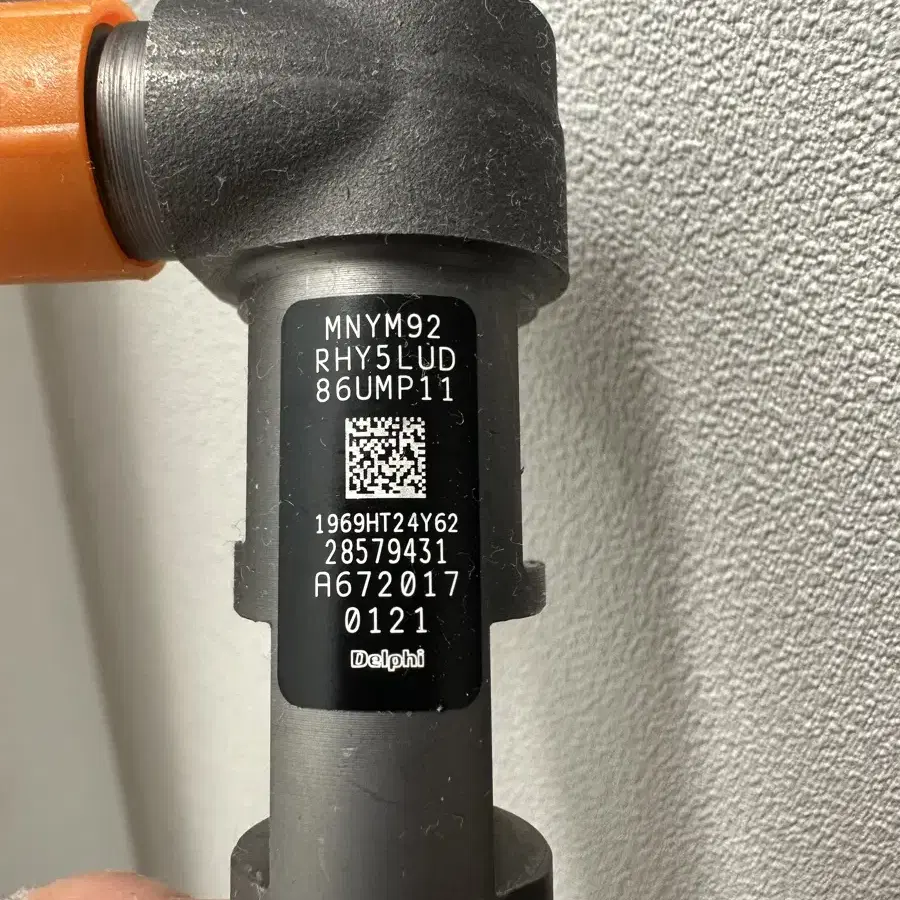 MNYM92
RHY5LUD
86UMP11
1969HT24Y62
28579431
A672017
0121
Delphi